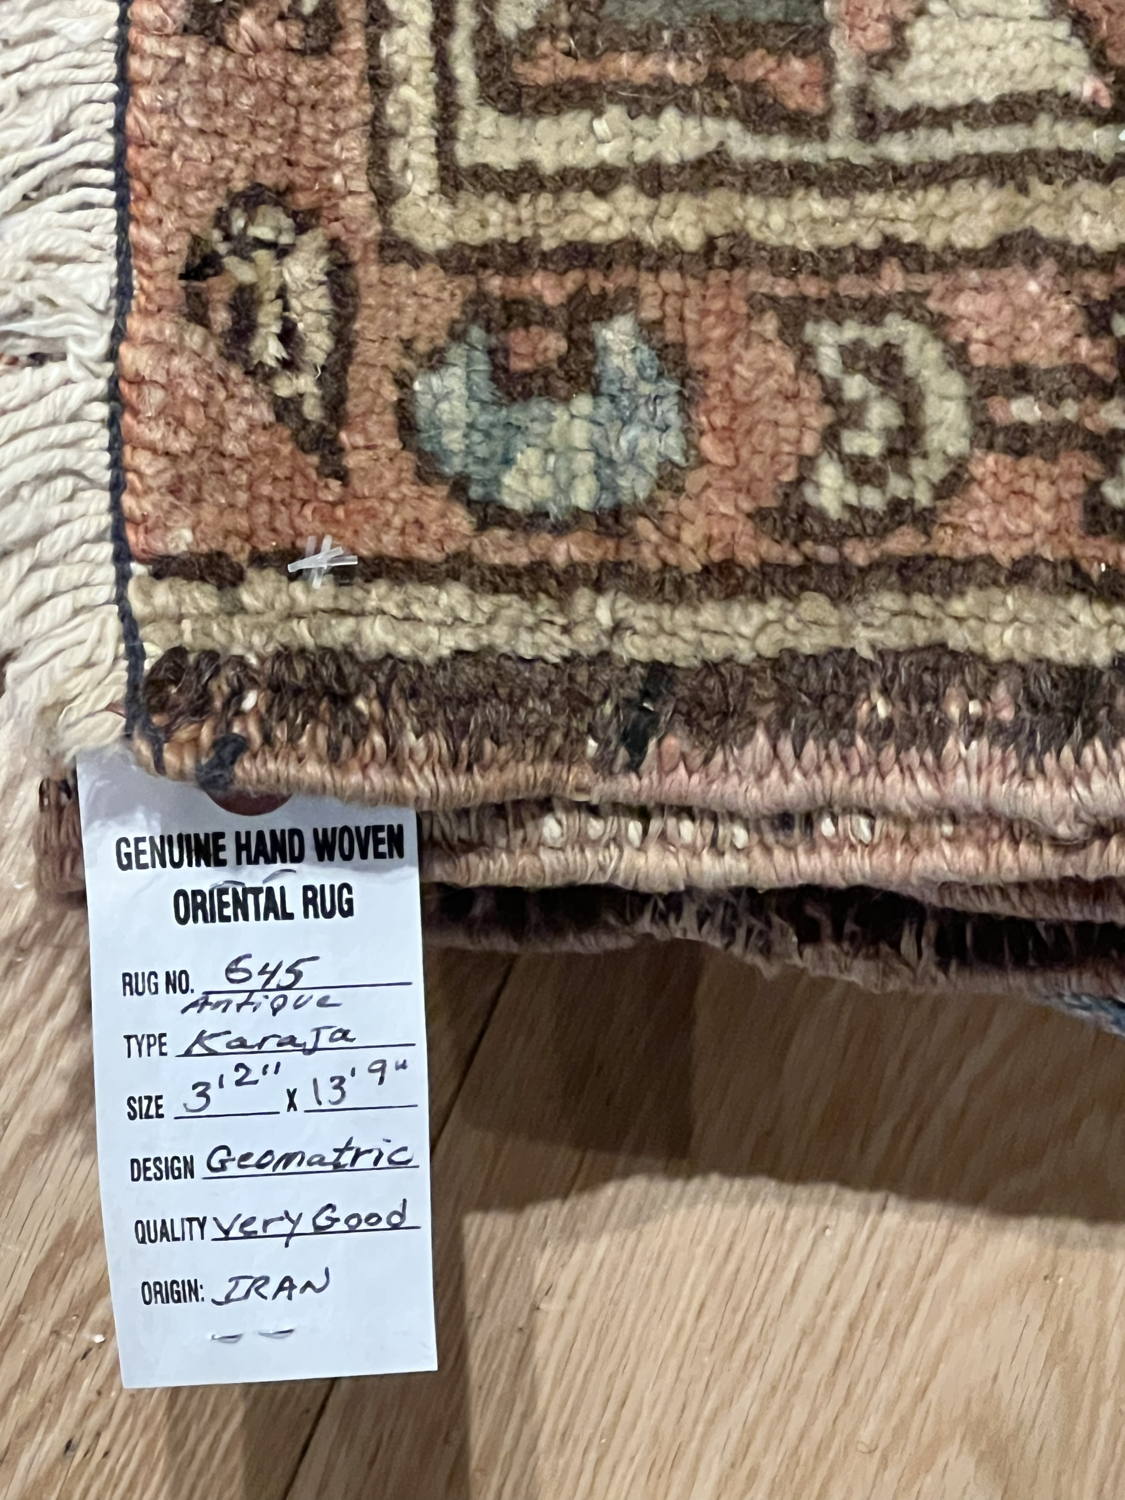 GENUINE HAND WOVEN
ORIENTAL RUG
RUG NO. 645
Antique
TYPE KaraJa
SIZE 3'2" X 13'9"
DESIGN Geomatric
QUALITY Very Good
ORIGIN: IRAN